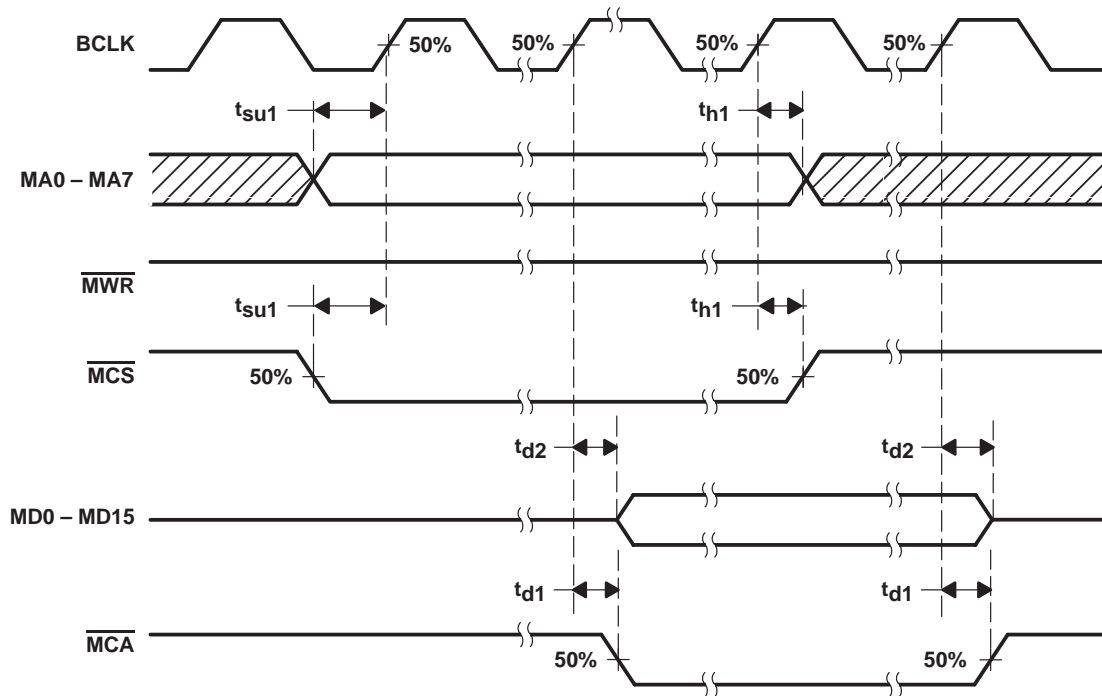 BCLK
50%
50%
50%
50%
tsu1
th1
MA0 – MA7
MWR
tsu1
th1
MCS
50%
50%
td2
td2
MD0 – MD15
td1
td1
MCA
50%
50%